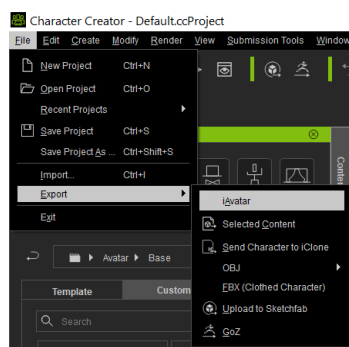 Character Creator - Default.ccProject
File Edit Create Modify Render View Submission Tools Window
New Project Ctrl+N
Open Project Ctrl+O
Recent Projects
Save Project Ctrl+S
Save Project As ... Ctrl+Shift+S
Import... Ctrl+I
Export
Exit
iAvatar
Selected Content
Send Character to iClone
OBJ
FBX (Clothed Character)
Upload to Sketchfab
GoZ
Avatar Base
Template Custom
Search